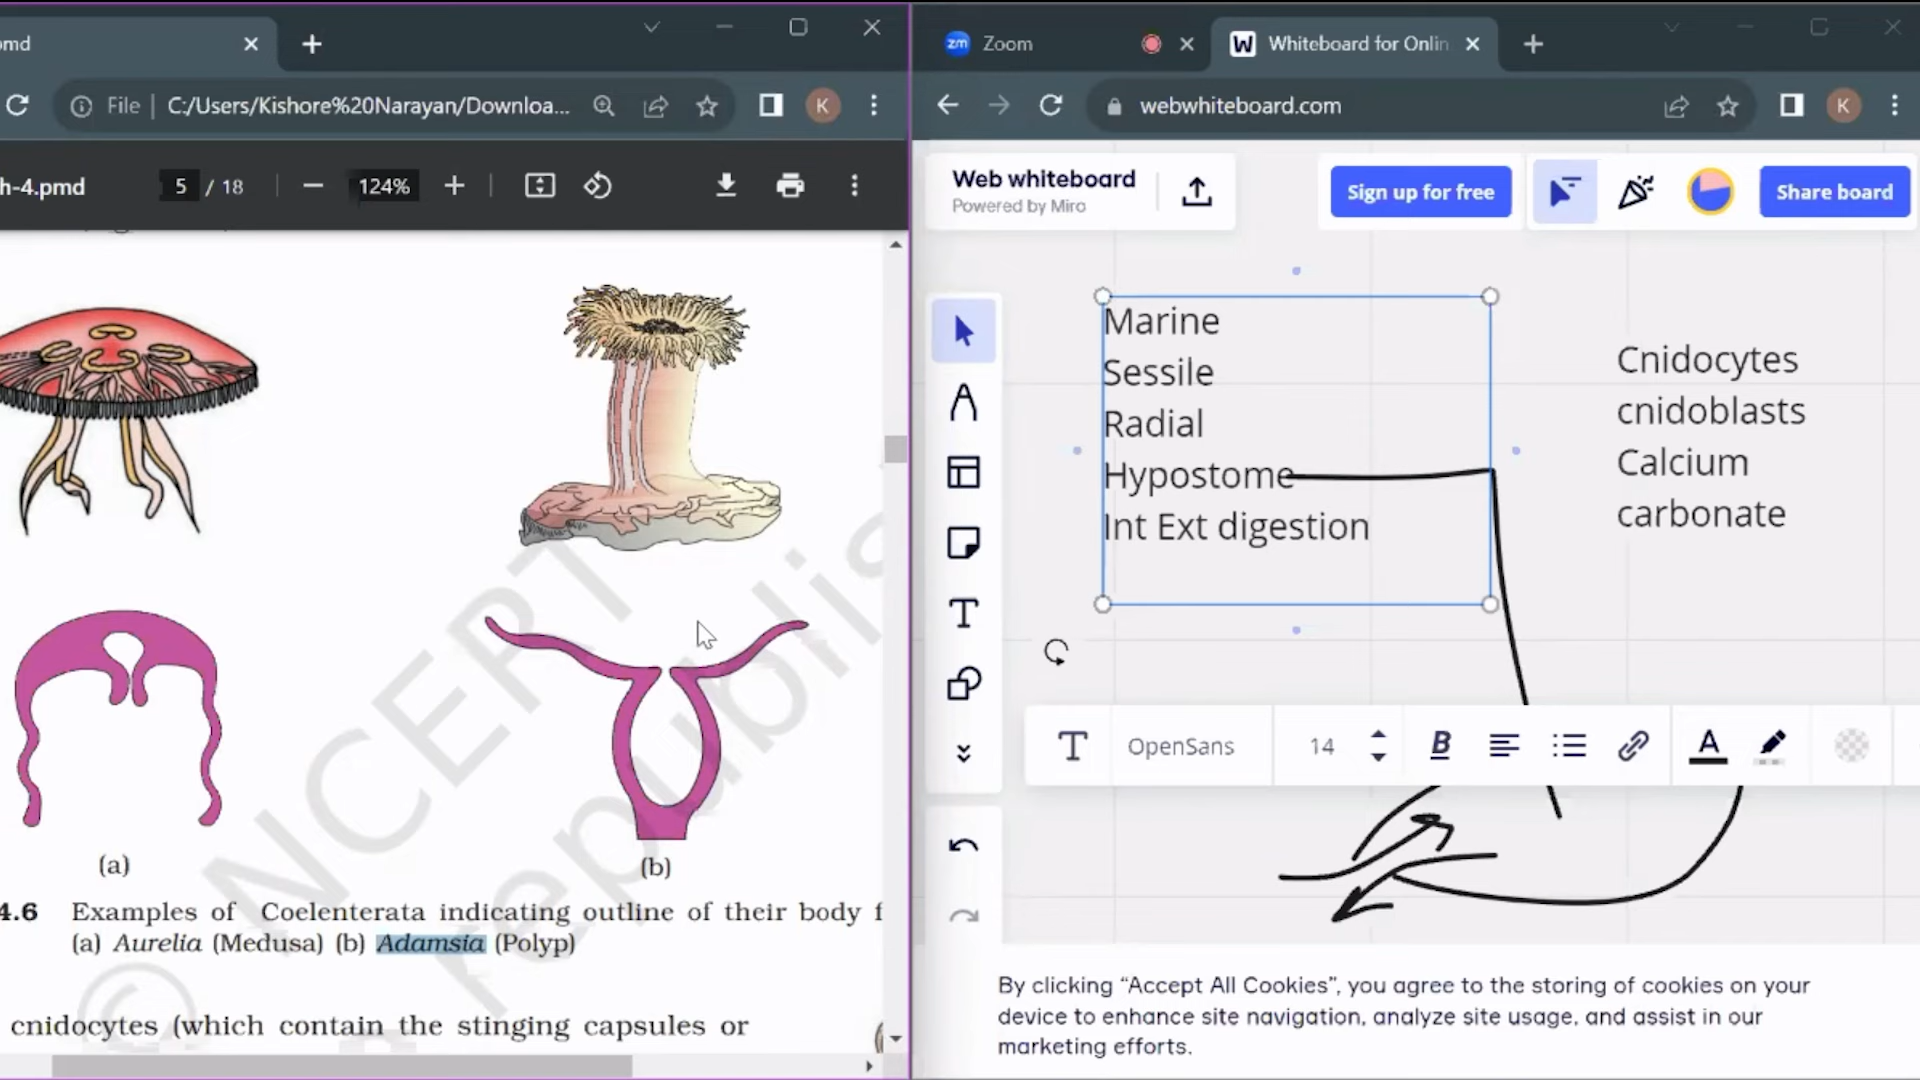 pmd
File
C:/Users/Kishore%20Narayan/Downloa...
K
h-4.pmd
5 / 18
124%
(a)
(b)
4.6 Examples of Coelenterata indicating outline of their body f
(a) Aurelia (Medusa) (b) Adamsia (Polyp)
cnidocytes (which contain the stinging capsules or
© NCERT
republis
zm Zoom
W Whiteboard for Onlin
webwhiteboard.com
K
Web whiteboard
Powered by Miro
Sign up for free
Share board
Marine
Sessile
Radial
Hypostome
Int Ext digestion
Cnidocytes
cnidoblasts
Calcium
carbonate
OpenSans
14
B
A
By clicking “Accept All Cookies”, you agree to the storing of cookies on your
device to enhance site navigation, analyze site usage, and assist in our
marketing efforts.